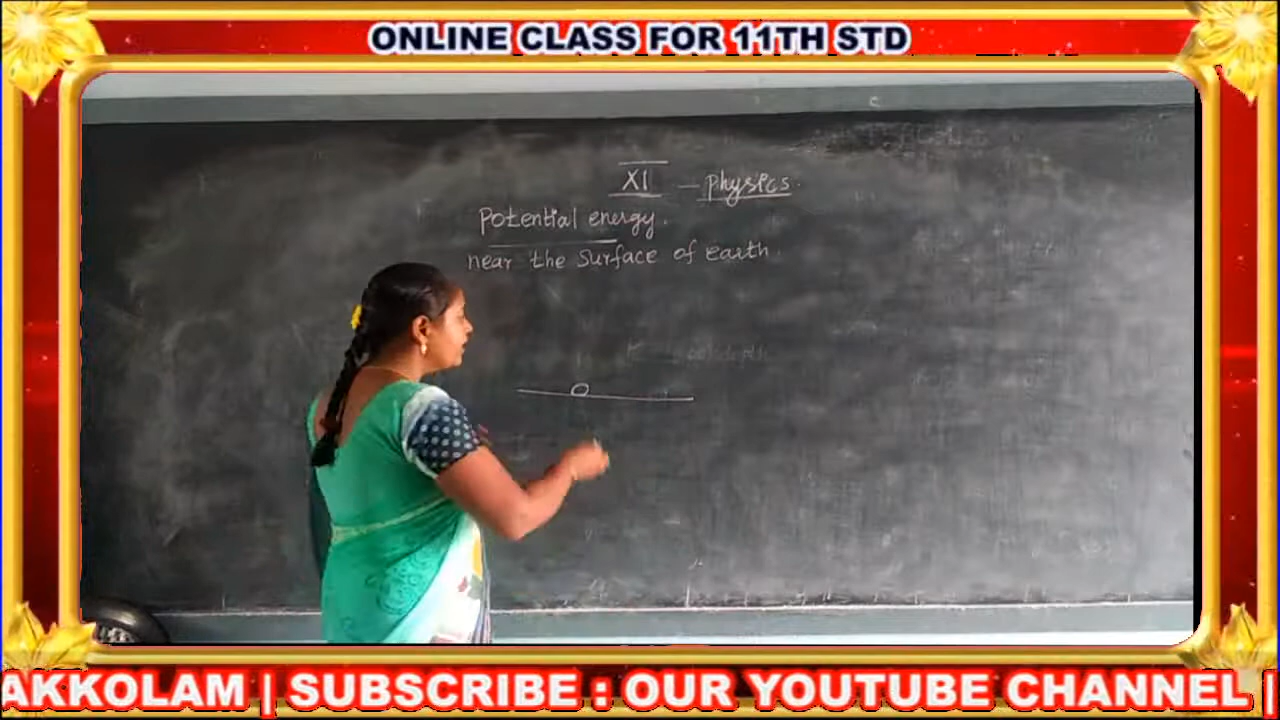 ONLINE CLASS FOR 11TH STD
XI - Physics.
Potential energy.
near the surface of earth.
AKKOLAM | SUBSCRIBE : OUR YOUTUBE CHANNEL |